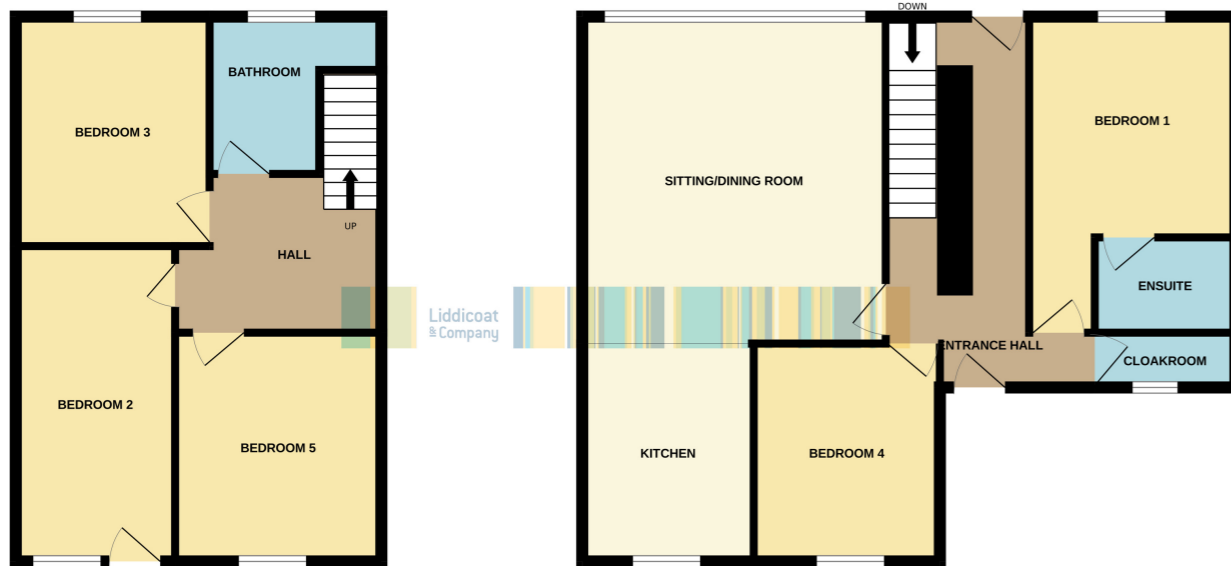 BEDROOM 3
BATHROOM
UP
HALL
BEDROOM 2
BEDROOM 5
Liddicoat
& Company
DOWN
SITTING/DINING ROOM
BEDROOM 1
ENSUITE
ENTRANCE HALL
CLOAKROOM
KITCHEN
BEDROOM 4